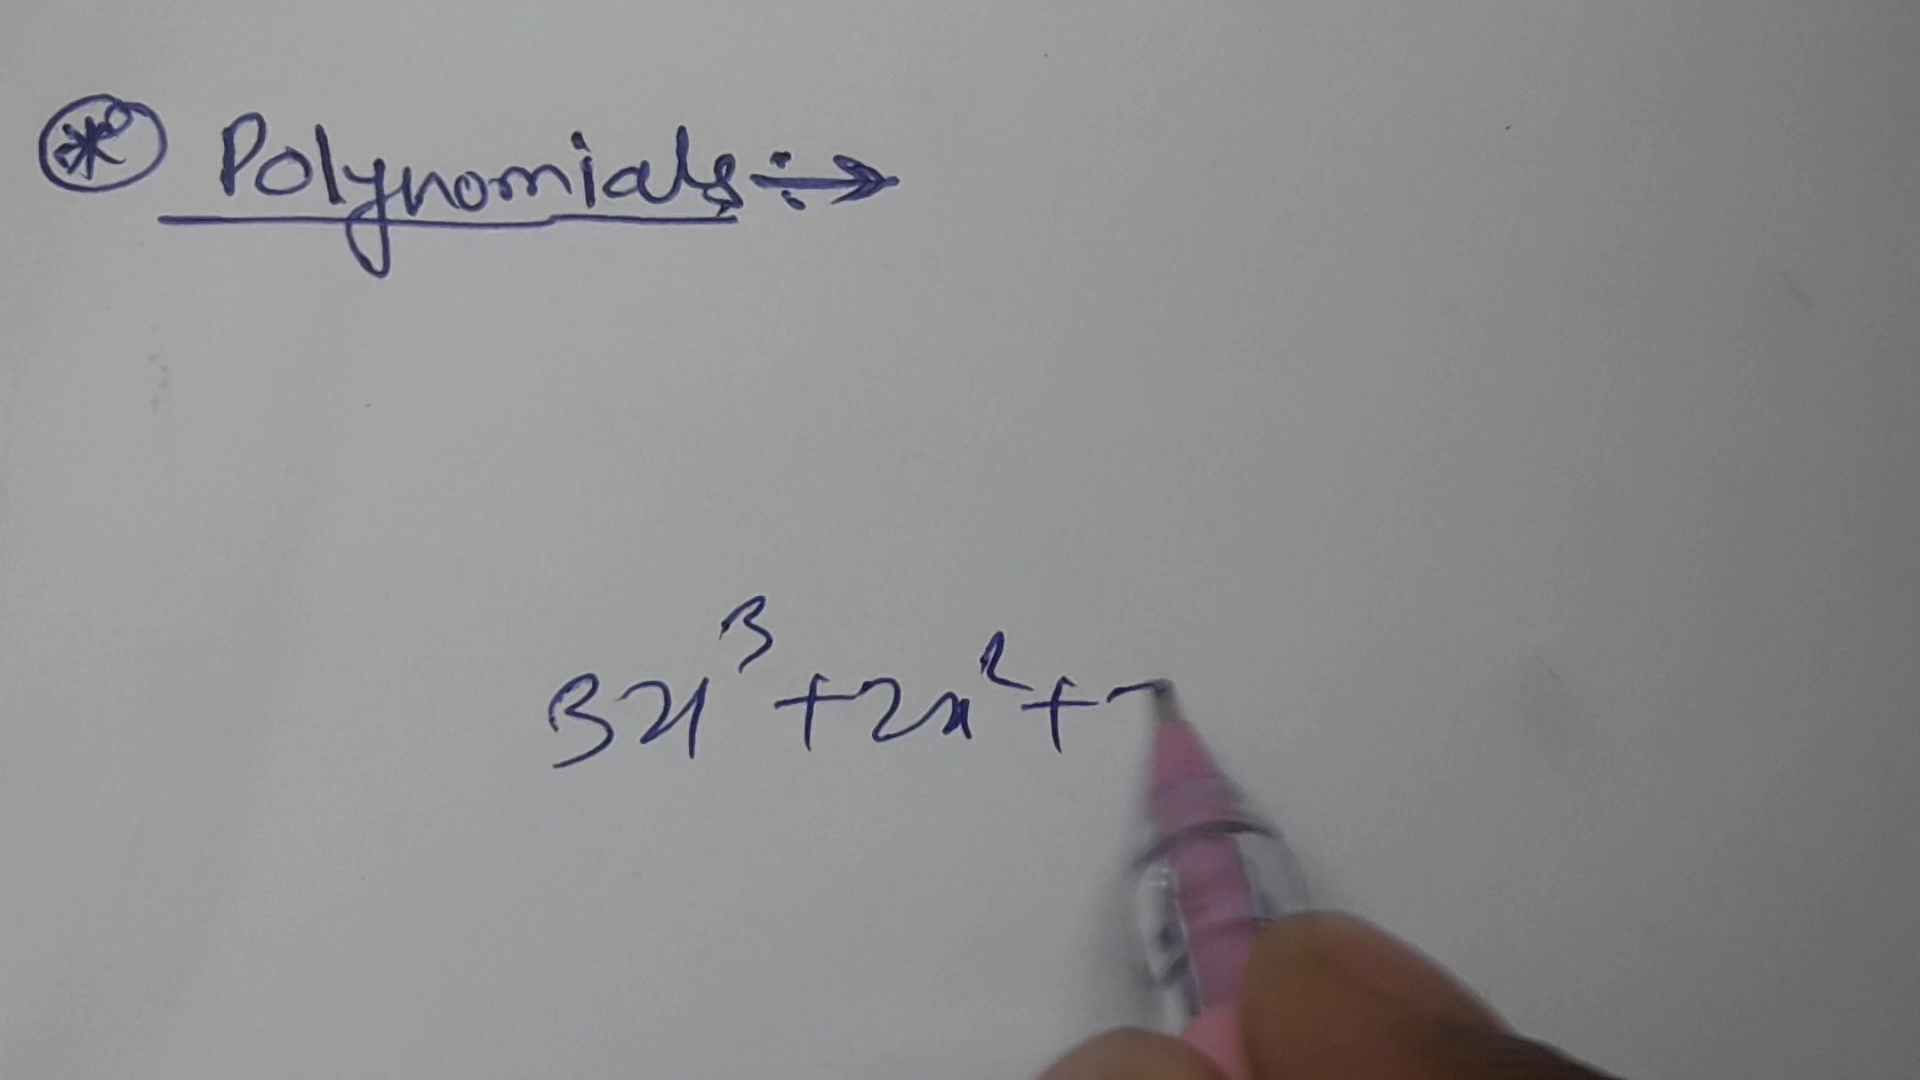 * Polynomials :→
3x³ + 2x² +